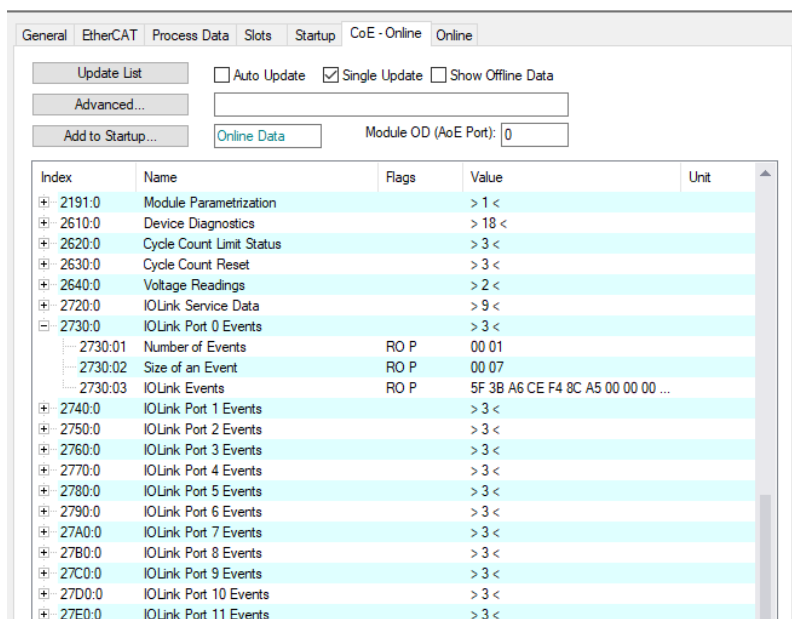 General EtherCAT Process Data Slots Startup CoE - Online Online
Update List Auto Update Single Update Show Offline Data
Advanced...
Add to Startup... Online Data Module OD (AoE Port): 0
Index Name Flags Value Unit
2191:0 Module Parametrization > 1 <
2610:0 Device Diagnostics > 18 <
2620:0 Cycle Count Limit Status > 3 <
2630:0 Cycle Count Reset > 3 <
2640:0 Voltage Readings > 2 <
2720:0 IOLink Service Data > 9 <
2730:0 IOLink Port 0 Events > 3 <
2730:01 Number of Events RO P 00 01
2730:02 Size of an Event RO P 00 07
2730:03 IOLink Events RO P 5F 3B A6 CE F4 8C A5 00 00 00 ...
2740:0 IOLink Port 1 Events > 3 <
2750:0 IOLink Port 2 Events > 3 <
2760:0 IOLink Port 3 Events > 3 <
2770:0 IOLink Port 4 Events > 3 <
2780:0 IOLink Port 5 Events > 3 <
2790:0 IOLink Port 6 Events > 3 <
27A0:0 IOLink Port 7 Events > 3 <
27B0:0 IOLink Port 8 Events > 3 <
27C0:0 IOLink Port 9 Events > 3 <
27D0:0 IOLink Port 10 Events > 3 <
27E0:0 IOLink Port 11 Events > 3 <